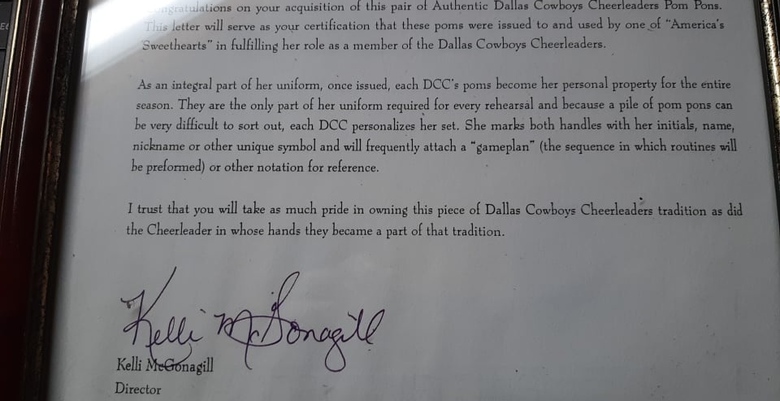 Congratulations on your acquisition of this pair of Authentic Dallas Cowboys Cheerleaders Pom Pons.
This letter will serve as your certification that these poms were issued to and used by one of "America's
Sweethearts" in fulfilling her role as a member of the Dallas Cowboys Cheerleaders.
As an integral part of her uniform, once issued, each DCC's poms become her personal property for the entire
season. They are the only part of her uniform required for every rehearsal and because a pile of pom pons can
be very difficult to sort out, each DCC personalizes her set. She marks both handles with her initials, name,
nickname or other unique symbol and will frequently attach a "gameplan" (the sequence in which routines will
be preformed) or other notation for reference.
I trust that you will take as much pride in owning this piece of Dallas Cowboys Cheerleaders tradition as did
the Cheerleader in whose hands they became a part of that tradition.
Kelli McGonagill
Kelli McGonagill
Director